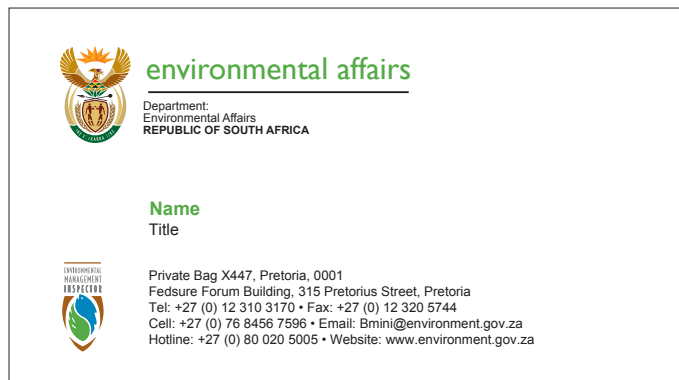 environmental affairs
Department:
Environmental Affairs
REPUBLIC OF SOUTH AFRICA
Name
Title
ENVIRONMENTAL
MANAGEMENT
INSPECTOR
Private Bag X447, Pretoria, 0001
Fedsure Forum Building, 315 Pretorius Street, Pretoria
Tel: +27 (0) 12 310 3170 • Fax: +27 (0) 12 320 5744
Cell: +27 (0) 76 8456 7596 • Email: Bmini@environment.gov.za
Hotline: +27 (0) 80 020 5005 • Website: www.environment.gov.za